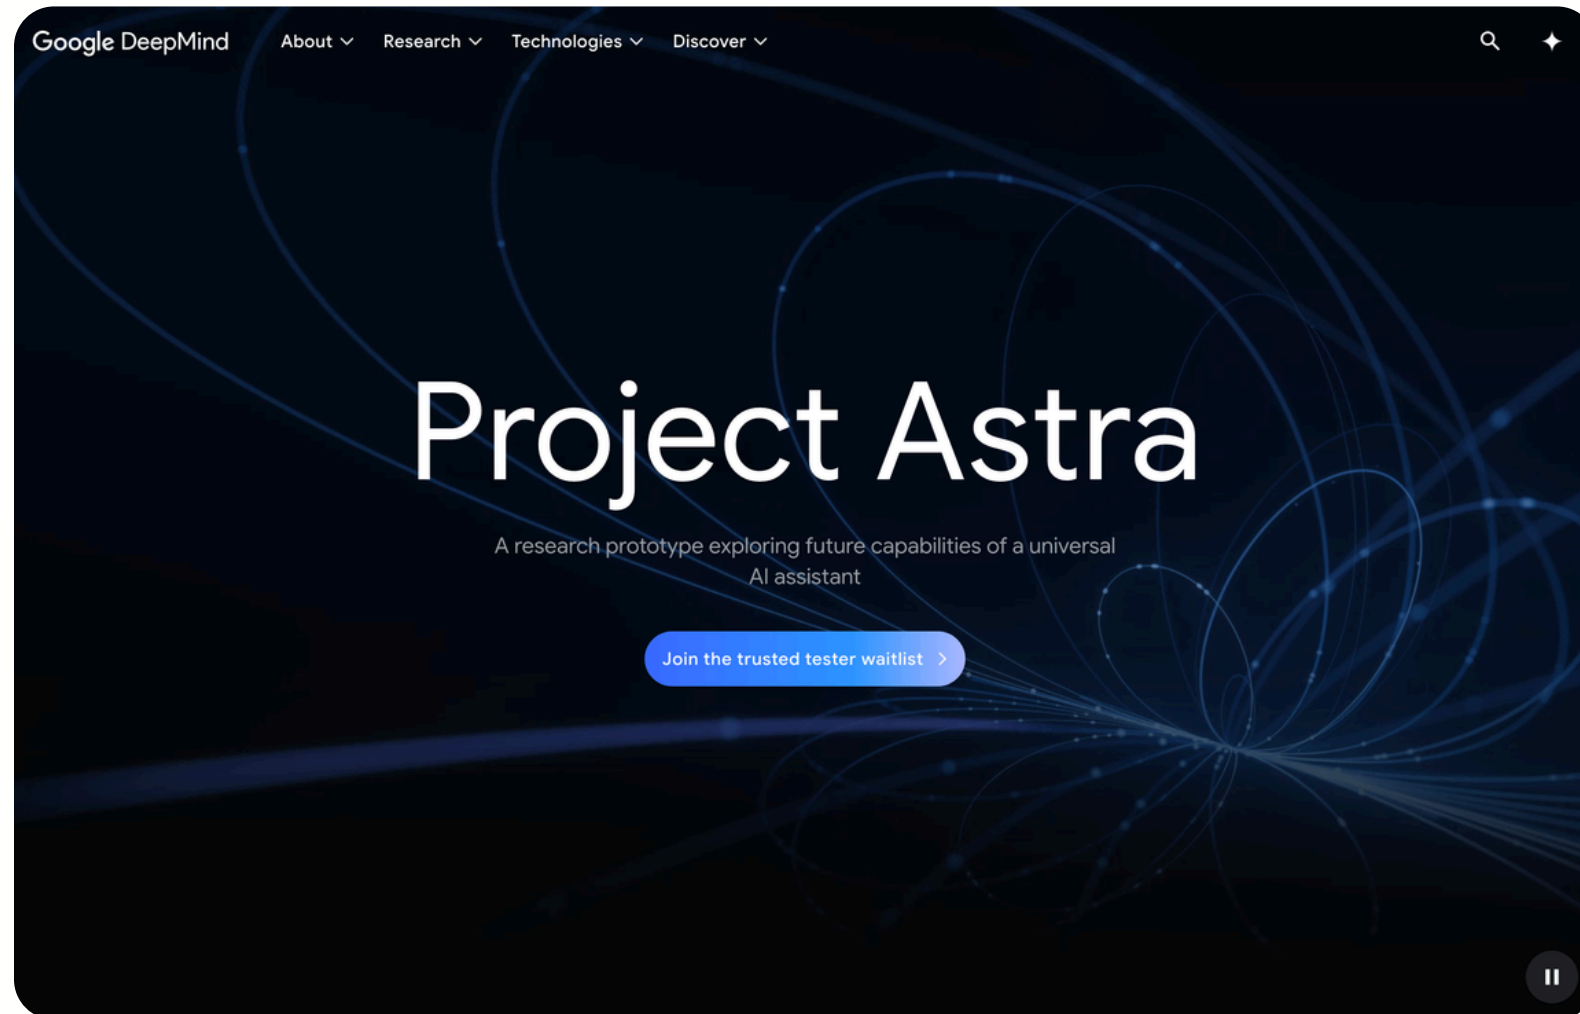 Google DeepMind About Research Technologies Discover
Project Astra
A research prototype exploring future capabilities of a universal
AI assistant
Join the trusted tester waitlist